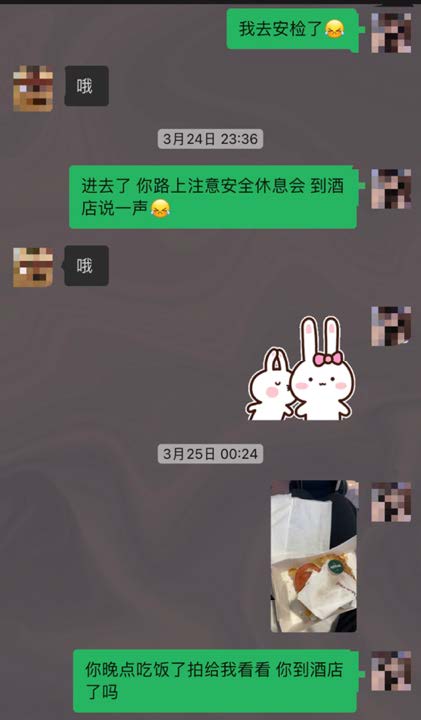 我去安检了
哦
3月24日 23:36
进去了 你路上注意安全休息会 到酒
店说一声
哦
3月25日 00:24
你晚点吃饭了拍给我看看 你到酒店
了吗